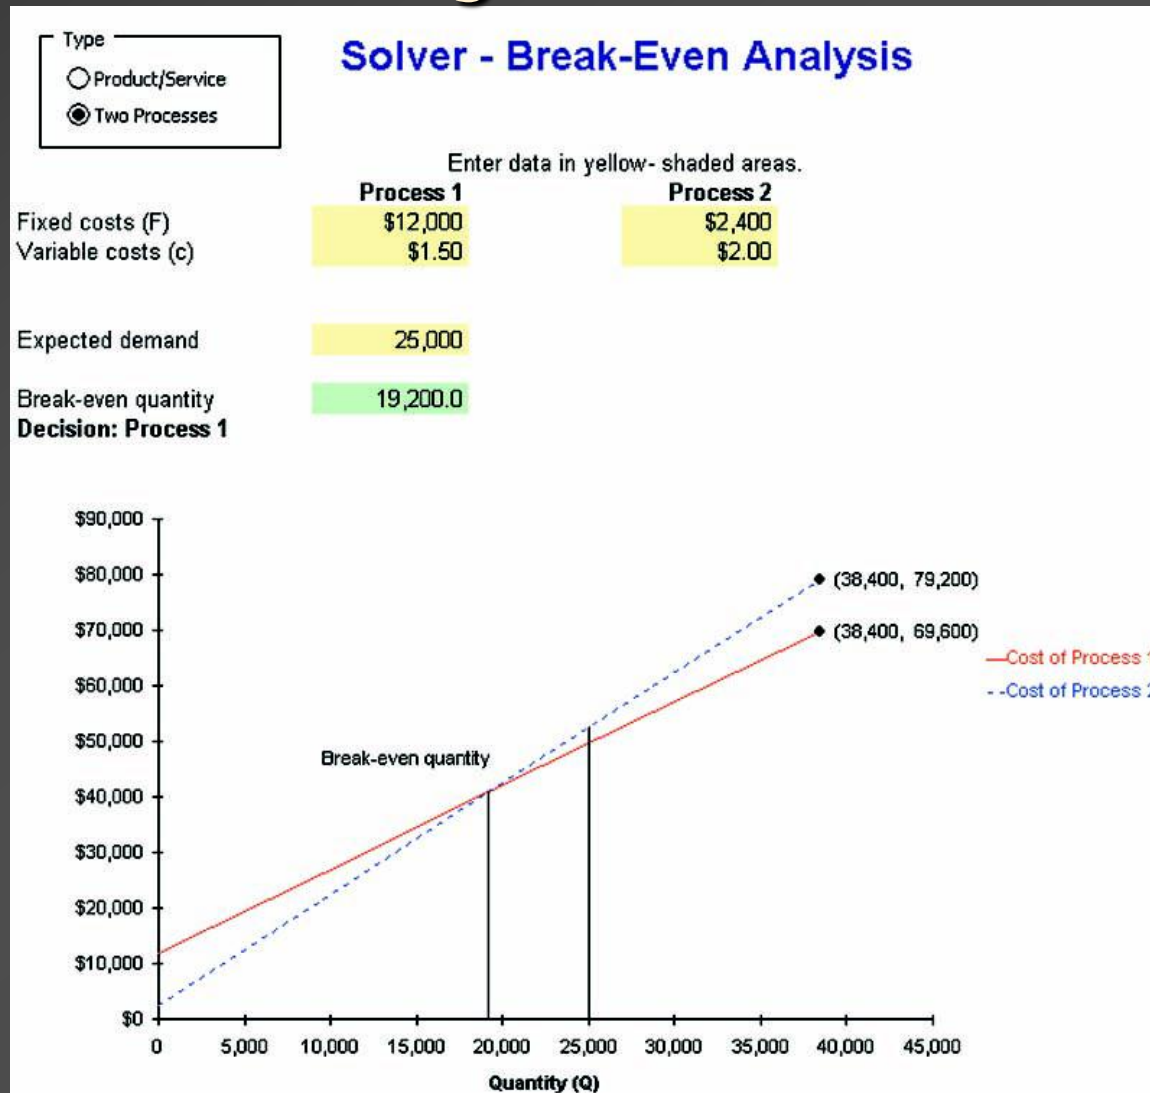 Type
Product/Service
Two Processes
Solver - Break-Even Analysis
Enter data in yellow- shaded areas.
Process 1 Process 2
Fixed costs (F) $12,000 $2,400
Variable costs (c) $1.50 $2.00
Expected demand 25,000
Break-even quantity 19,200.0
Decision: Process 1
$90,000
$80,000
(38,400, 79,200)
$70,000
(38,400, 69,600)
Cost of Process 1
$60,000
Cost of Process 2
$50,000
Break-even quantity
$40,000
$30,000
$20,000
$10,000
$0
0 5,000 10,000 15,000 20,000 25,000 30,000 35,000 40,000 45,000
Quantity (Q)